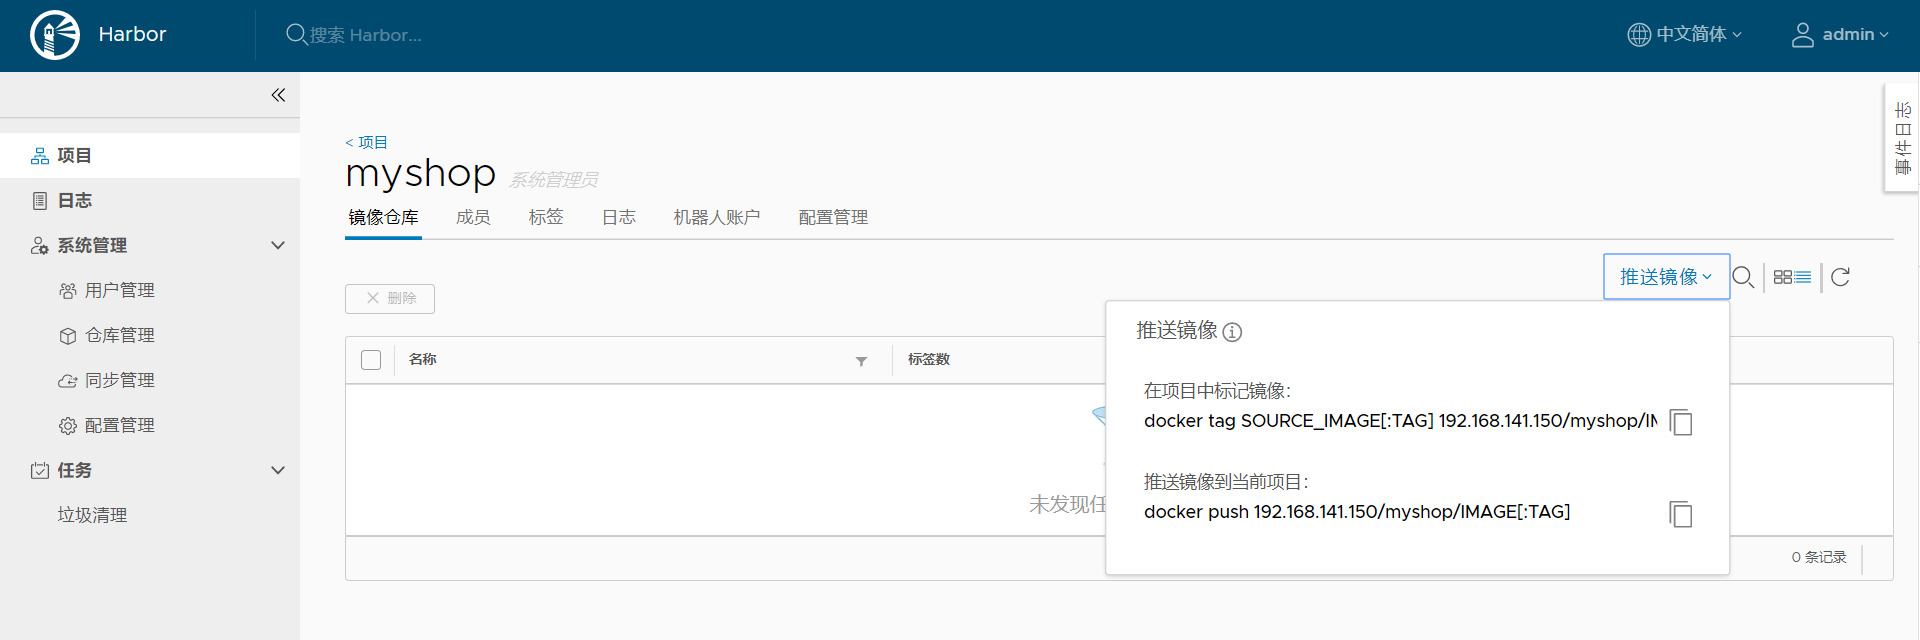 Harbor
搜索 Harbor...
中文简体
admin
事件日志
项目
日志
系统管理
用户管理
仓库管理
同步管理
配置管理
任务
垃圾清理
< 项目
myshop 系统管理员
镜像仓库 成员 标签 日志 机器人账户 配置管理
推送镜像
删除
名称 标签数
未发现任
推送镜像
在项目中标记镜像:
docker tag SOURCE_IMAGE[:TAG] 192.168.141.150/myshop/IM
推送镜像到当前项目:
docker push 192.168.141.150/myshop/IMAGE[:TAG]
0 条记录